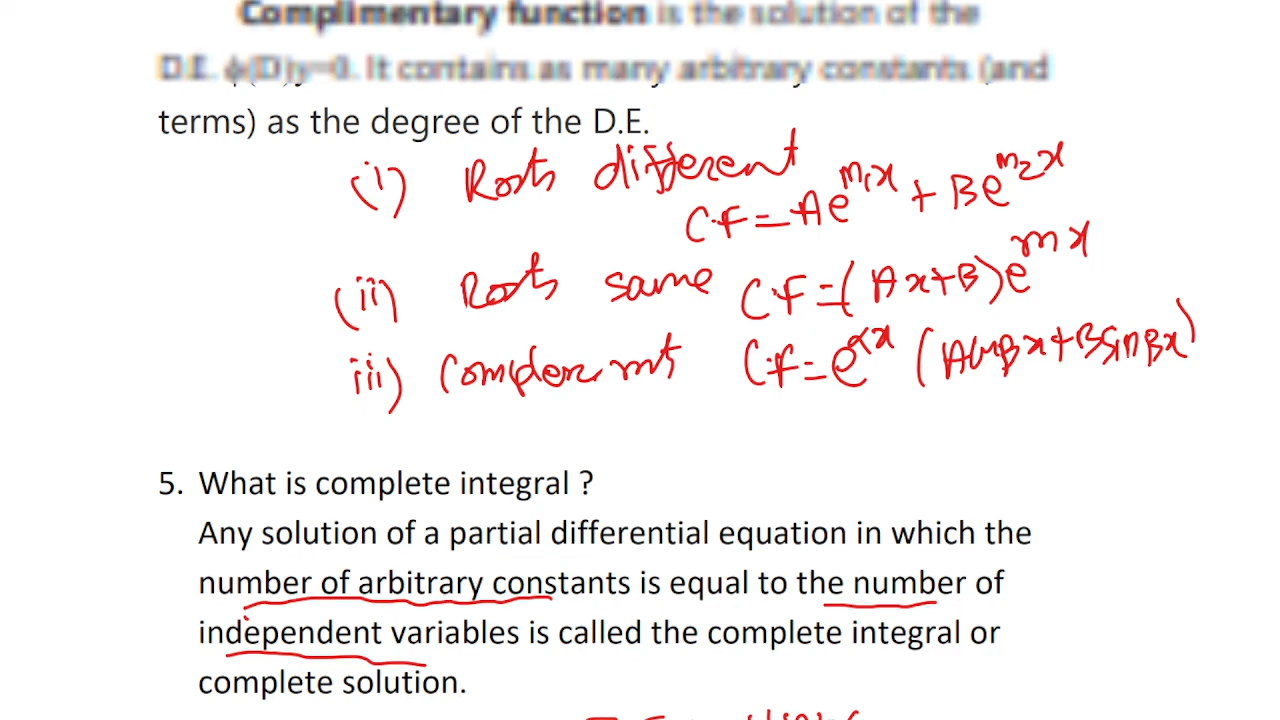 Complimentary function is the solution of the
D.E. ϕ(D)y=0. It contains as many arbitrary constants (and
terms) as the degree of the D.E.
(i) Roots different
C.F = Ae^{m₁x} + Be^{m₂x}
(ii) Roots same C.F = (Ax+B)e^{mx}
iii) Complex C.F = e^{αx} (A cos βx + B sin βx)
5. What is complete integral ?
Any solution of a partial differential equation in which the
number of arbitrary constants is equal to the number of
independent variables is called the complete integral or
complete solution.